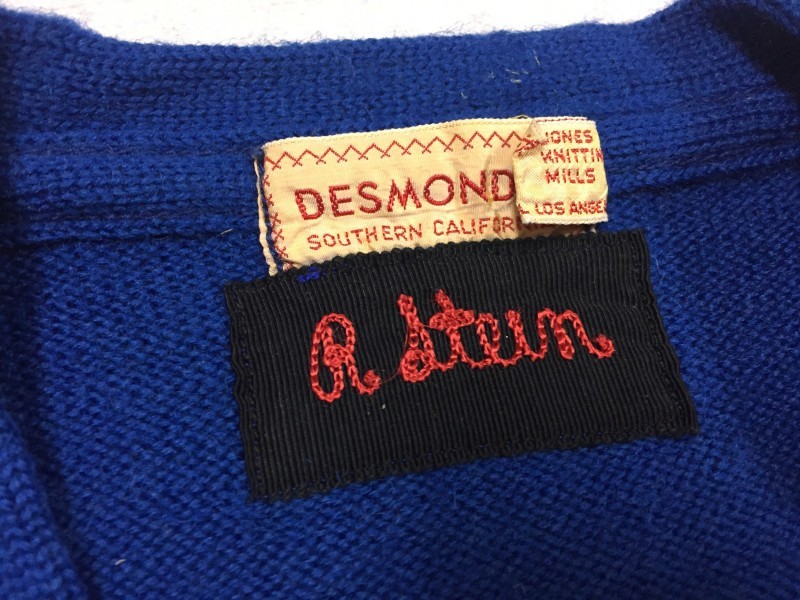 DESMOND
SOUTHERN CALIFOR
JONES
KNITTIN
MILLS
LOS ANGE
R Stein